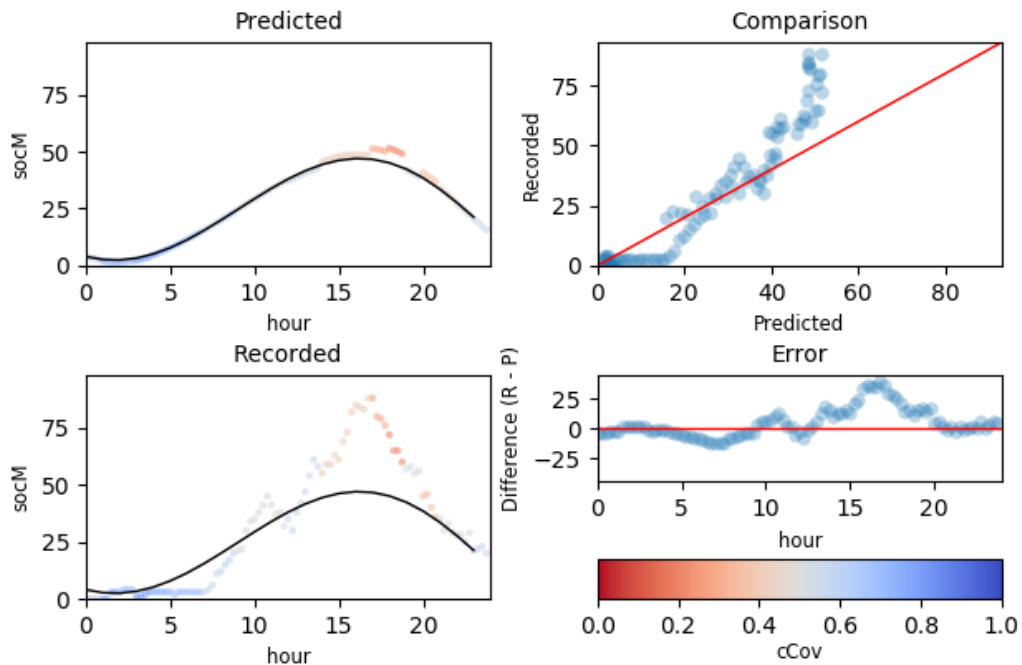 Predicted
socM
75
50
25
0
0 5 10 15 20
hour
Comparison
Recorded
75
50
25
0
0 20 40 60 80
Predicted
Recorded
socM
75
50
25
0
0 5 10 15 20
hour
Error
Difference (R - P)
25
0
−25
0 5 10 15 20
hour
0.0 0.2 0.4 0.6 0.8 1.0
cCov